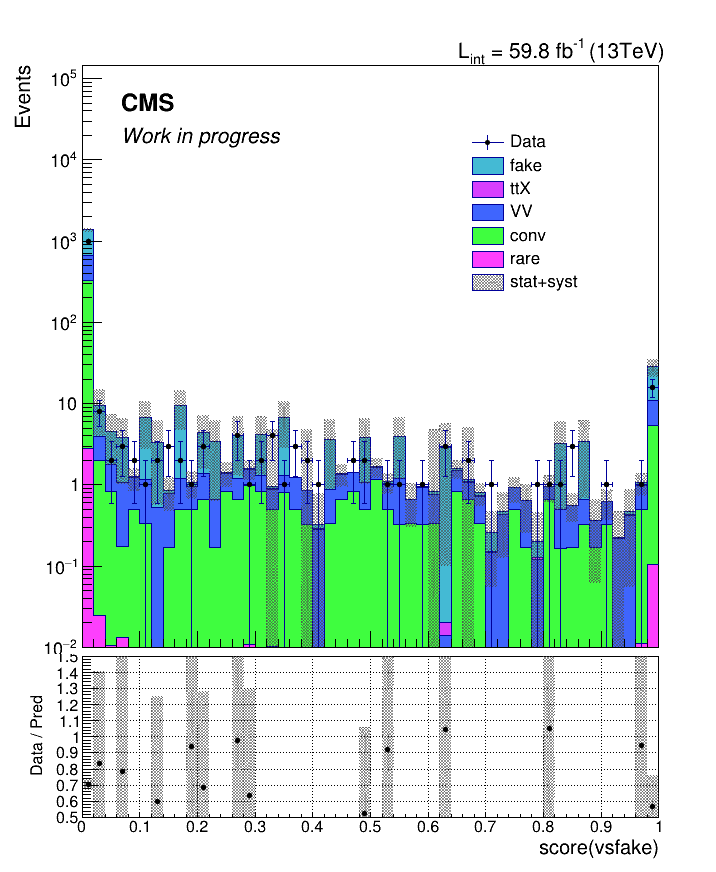 L_int = 59.8 fb^-1 (13TeV)
Events
CMS
Work in progress
Data
fake
ttX
VV
conv
rare
stat+syst
10^5
10^4
10^3
10^2
10
1
10^−1
10^−2
Data / Pred
1.5
1.4
1.3
1.2
1.1
1
0.9
0.8
0.7
0.6
0.5
0 0.1 0.2 0.3 0.4 0.5 0.6 0.7 0.8 0.9 1
score(vsfake)